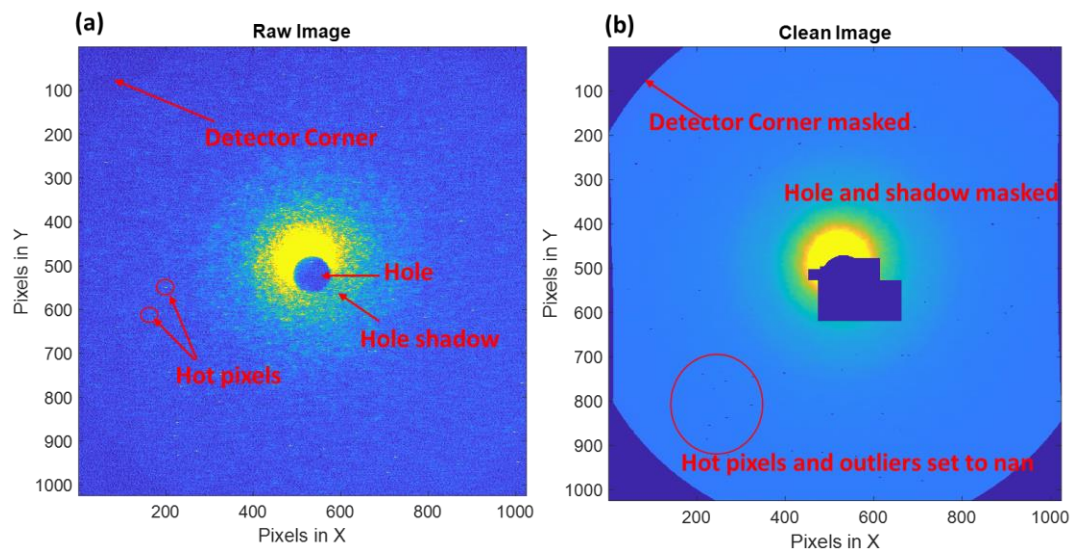 (a)
Raw Image
Detector Corner
Hole
Hole shadow
Hot pixels
Pixels in Y
100
200
300
400
500
600
700
800
900
1000
200
400
600
800
1000
Pixels in X
(b)
Clean Image
Detector Corner masked
Hole and shadow masked
Hot pixels and outliers set to nan
Pixels in Y
100
200
300
400
500
600
700
800
900
1000
200
400
600
800
1000
Pixels in X